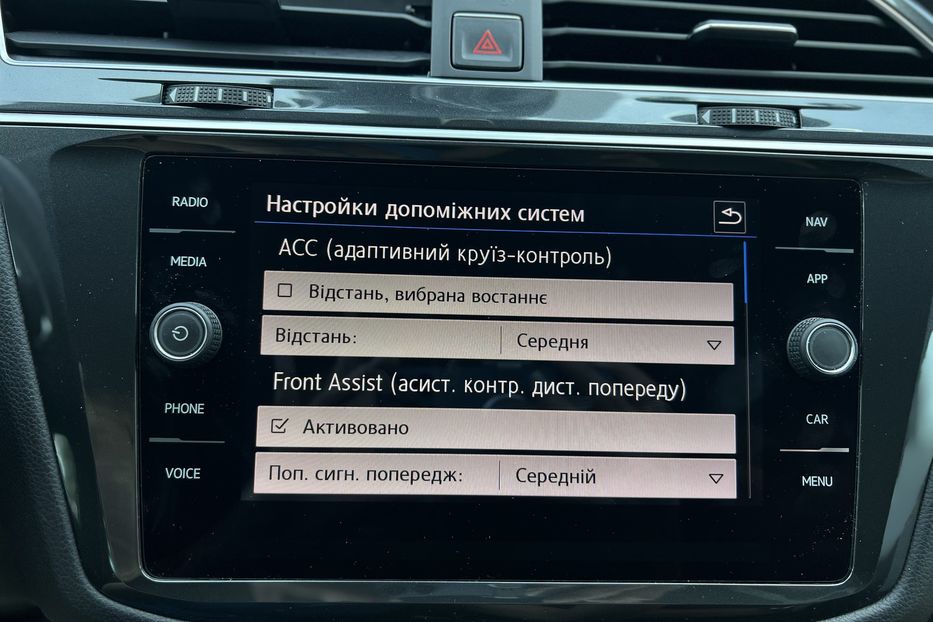 RADIO
MEDIA
PHONE
VOICE
Настройки допоміжних систем
ACC (адаптивний круїз-контроль)
Відстань, вибрана востаннє
Відстань: Середня
Front Assist (асист. контр. дист. попереду)
Активовано
Поп. сигн. попередж: Середній
NAV
APP
CAR
MENU